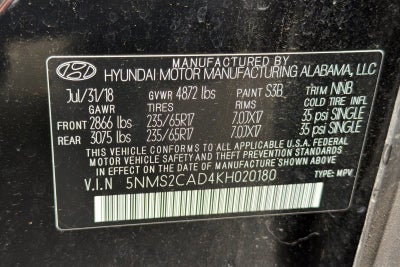 MANUFACTURED BY
HYUNDAI MOTOR MANUFACTURING ALABAMA, LLC
Jul/31/18 GVWR 4872 lbs PAINT S3B TRIM NNB
GAWR TIRES RIMS COLD TIRE INFL
FRONT 2866 lbs 235/65R17 7.0JX17 35 psi SINGLE
REAR 3075 lbs 235/65R17 7.0JX17 35 psi SINGLE
THIS VEHICLE CONFORMS TO ALL APPLICABLE U.S.A. FEDERAL
MOTOR VEHICLE SAFETY AND THEFT PREVENTION STANDARDS
IN EFFECT ON THE DATE OF MANUFACTURE SHOWN ABOVE
V.I.N 5NMS2CAD4KH020180 TYPE: MPV